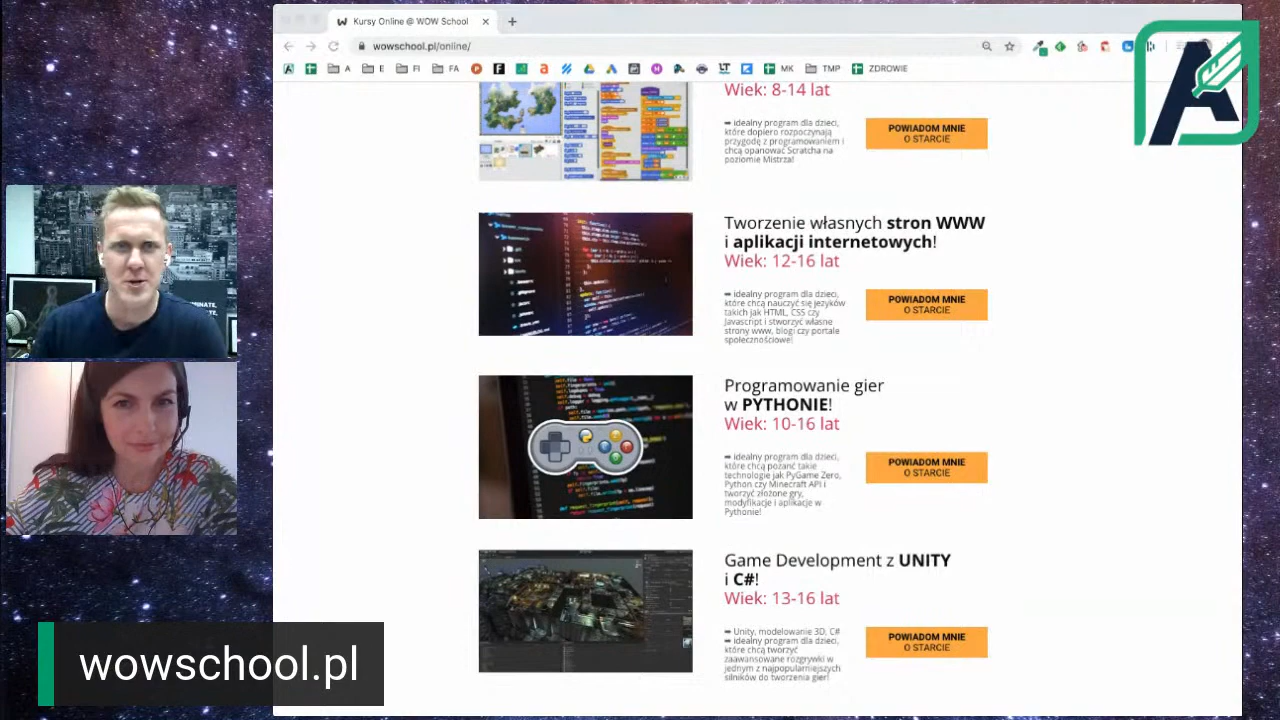 Kursy Online @ WOW School
wowschool.pl/online/
A
E
FI
FA
MK
TMP
ZDROWIE
Wiek: 8-14 lat
➡ idealny program dla dzieci,
które dopiero rozpoczynają
przygodę z programowaniem i
chcą opanować Scratcha na
poziomie Mistrza!
POWIADOM MNIE
O STARCIE
Tworzenie własnych stron WWW
i aplikacji internetowych!
Wiek: 12-16 lat
➡ idealny program dla dzieci,
które chcą nauczyć się języków
takich jak HTML, CSS czy
Javascript i stworzyć własne
strony www, blogi czy portale
społecznościowe!
POWIADOM MNIE
O STARCIE
Programowanie gier
w PYTHONIE!
Wiek: 10-16 lat
➡ idealny program dla dzieci,
które chcą poznać takie
technologie jak PyGame Zero,
Python czy Minecraft API i
tworzyć złożone gry,
modyfikacje i aplikacje w
Pythonie!
POWIADOM MNIE
O STARCIE
Game Development z UNITY
i C#!
Wiek: 13-16 lat
➡ Unity, modelowanie 3D, C#
➡ idealny program dla dzieci,
które chcą tworzyć
zaawansowane rozgrywki w
jednym z najpopularniejszych
silników do tworzenia gier!
POWIADOM MNIE
O STARCIE
wowschool.pl